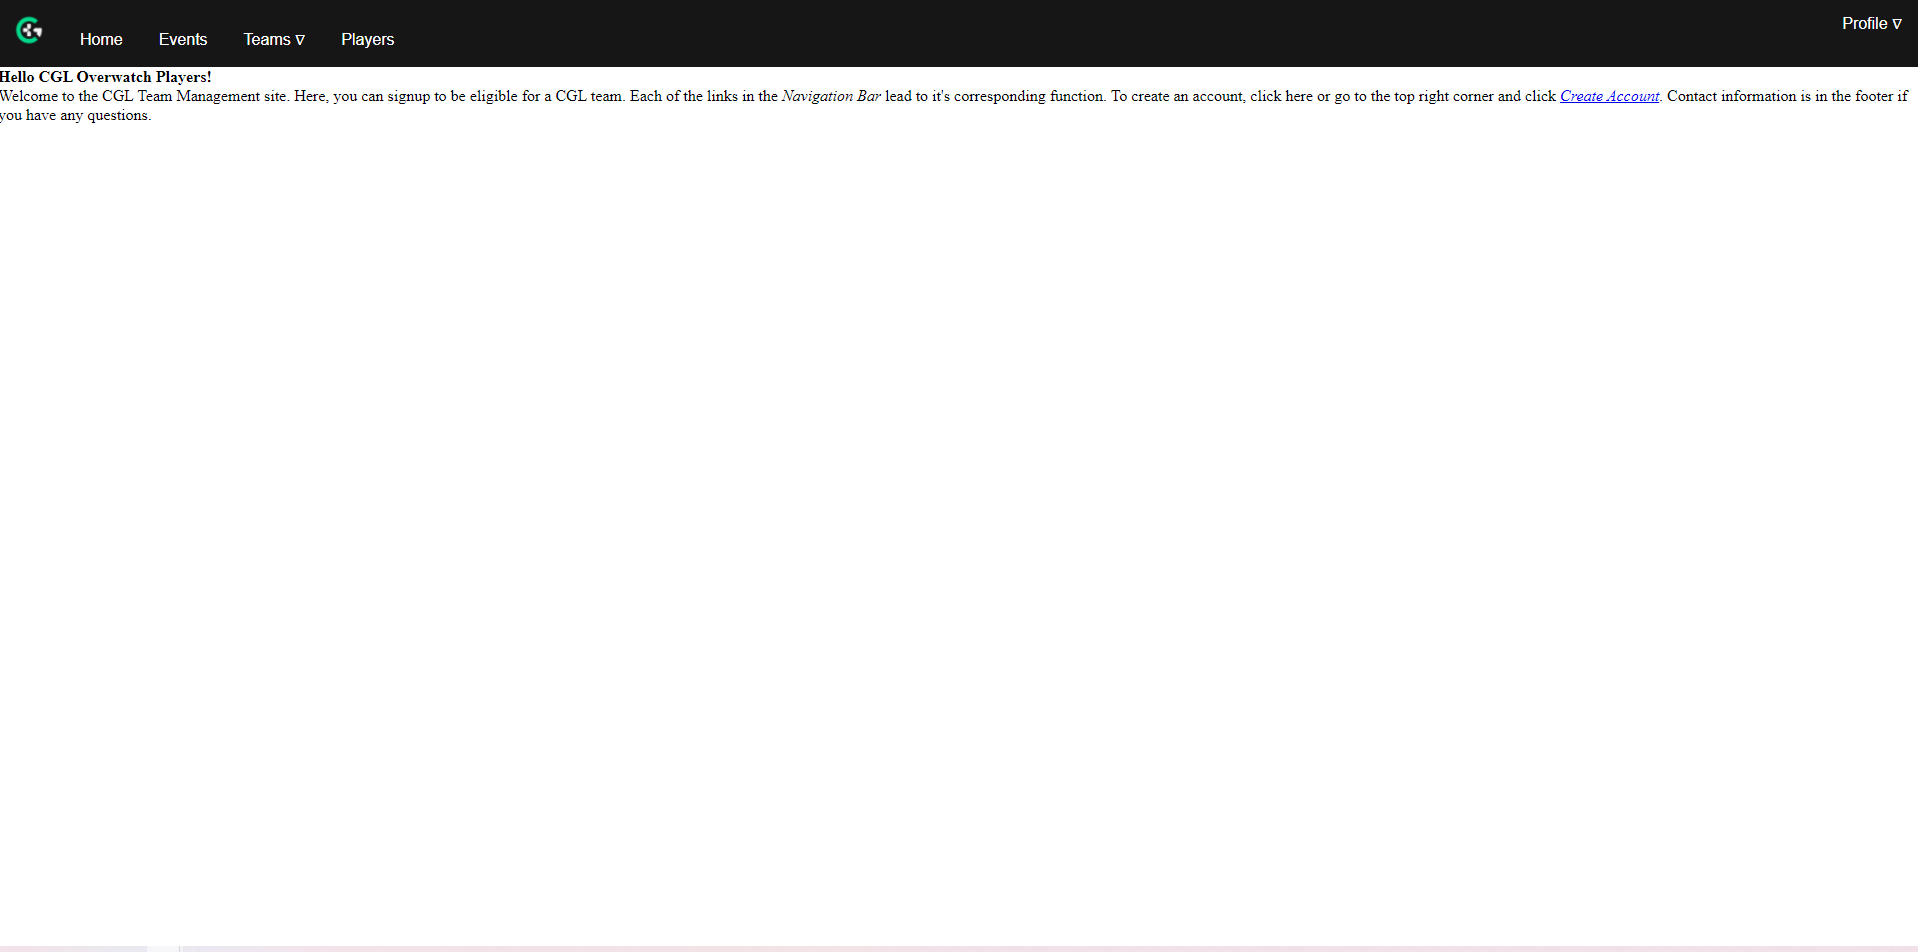 Home Events Teams ∇ Players Profile ∇
Hello CGL Overwatch Players!
Welcome to the CGL Team Management site. Here, you can signup to be eligible for a CGL team. Each of the links in the Navigation Bar lead to it's corresponding function. To create an account, click here or go to the top right corner and click Create Account. Contact information is in the footer if
you have any questions.